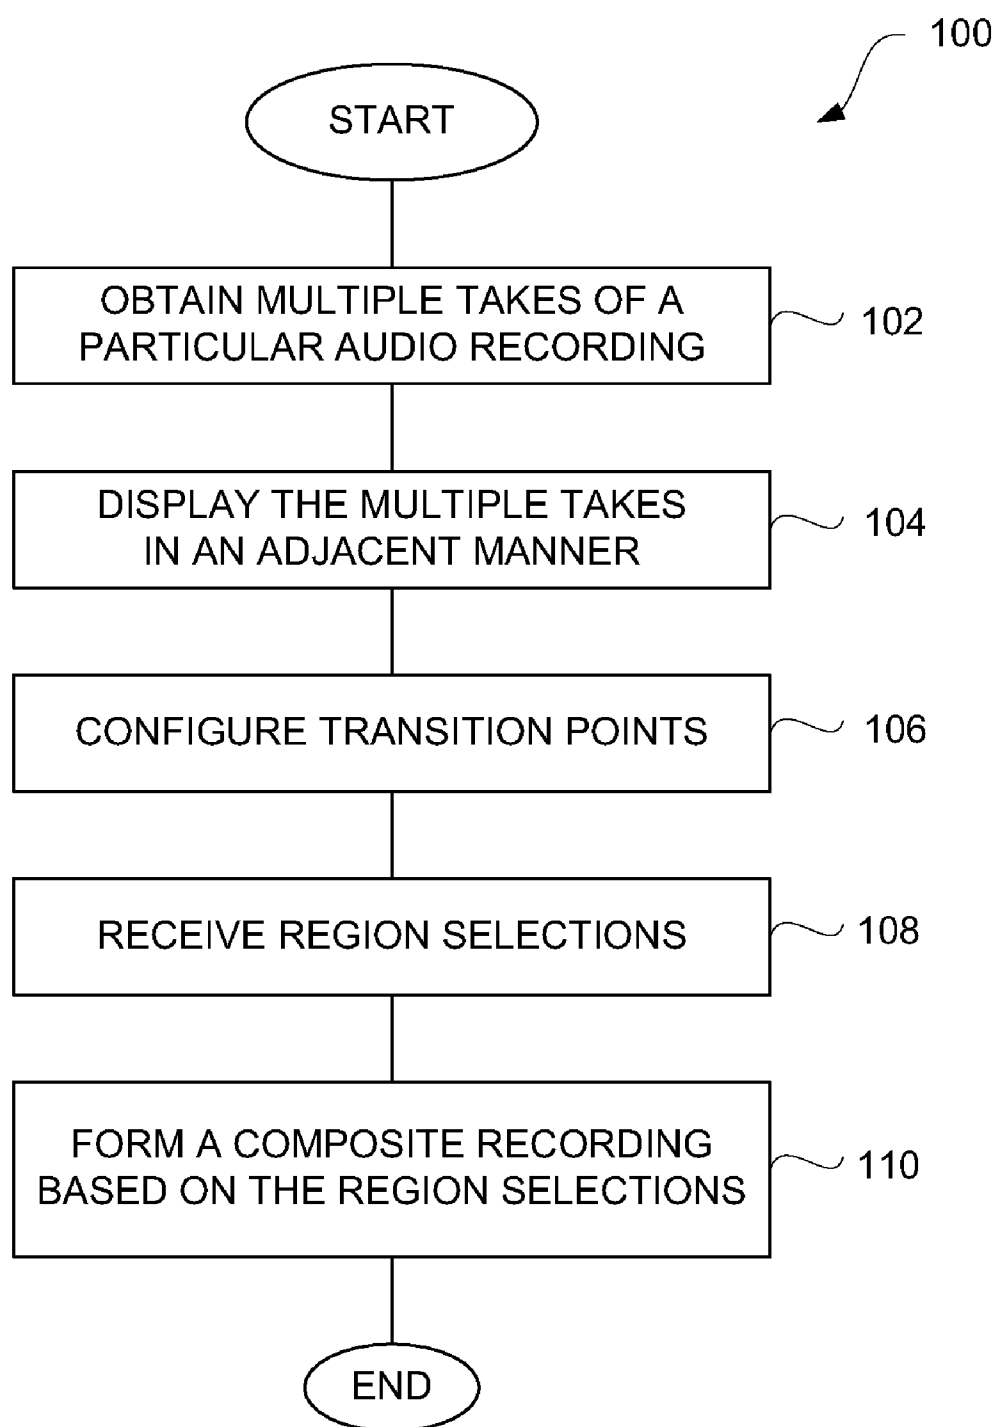 100
START
OBTAIN MULTIPLE TAKES OF A
PARTICULAR AUDIO RECORDING
102
DISPLAY THE MULTIPLE TAKES
IN AN ADJACENT MANNER
104
CONFIGURE TRANSITION POINTS
106
RECEIVE REGION SELECTIONS
108
FORM A COMPOSITE RECORDING
BASED ON THE REGION SELECTIONS
110
END